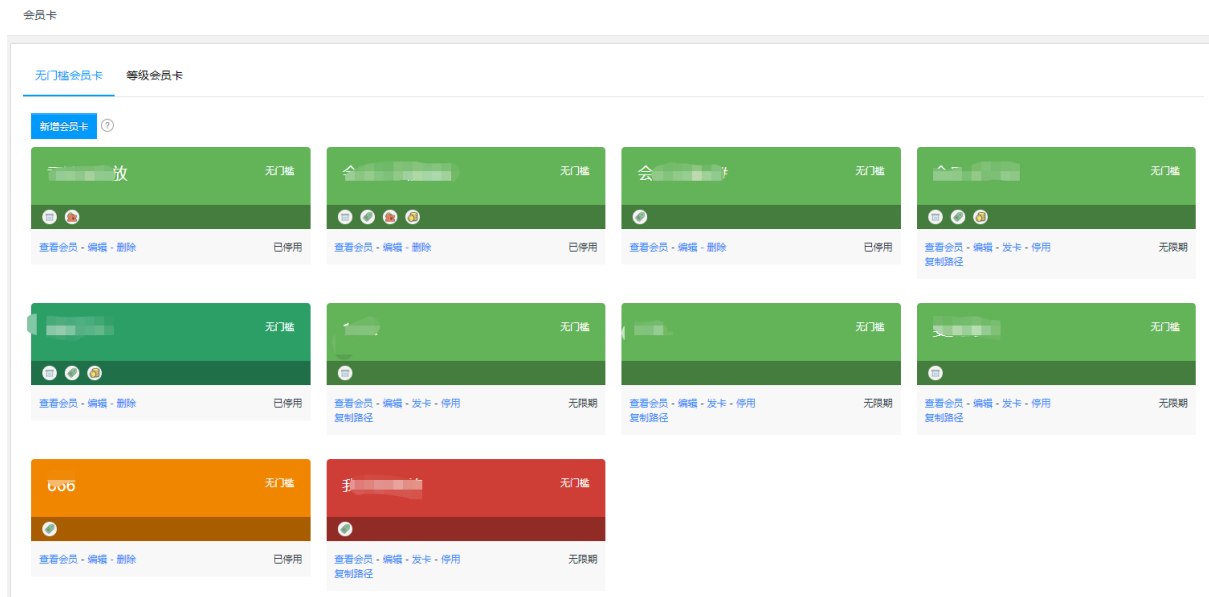 会员卡
无门槛会员卡 等级会员卡
新增会员卡 ?
放 无门槛
无门槛
会 无门槛
无门槛
查看会员 - 编辑 - 删除 已停用
查看会员 - 编辑 - 删除 已停用
查看会员 - 编辑 - 删除 已停用
查看会员 - 编辑 - 发卡 - 停用 无限期
复制路径
无门槛
无门槛
无门槛
无门槛
查看会员 - 编辑 - 删除 已停用
查看会员 - 编辑 - 发卡 - 停用 无限期
复制路径
查看会员 - 编辑 - 发卡 - 停用 无限期
复制路径
查看会员 - 编辑 - 发卡 - 停用 无限期
复制路径
无门槛
我 无门槛
查看会员 - 编辑 - 删除 已停用
查看会员 - 编辑 - 发卡 - 停用 无限期
复制路径